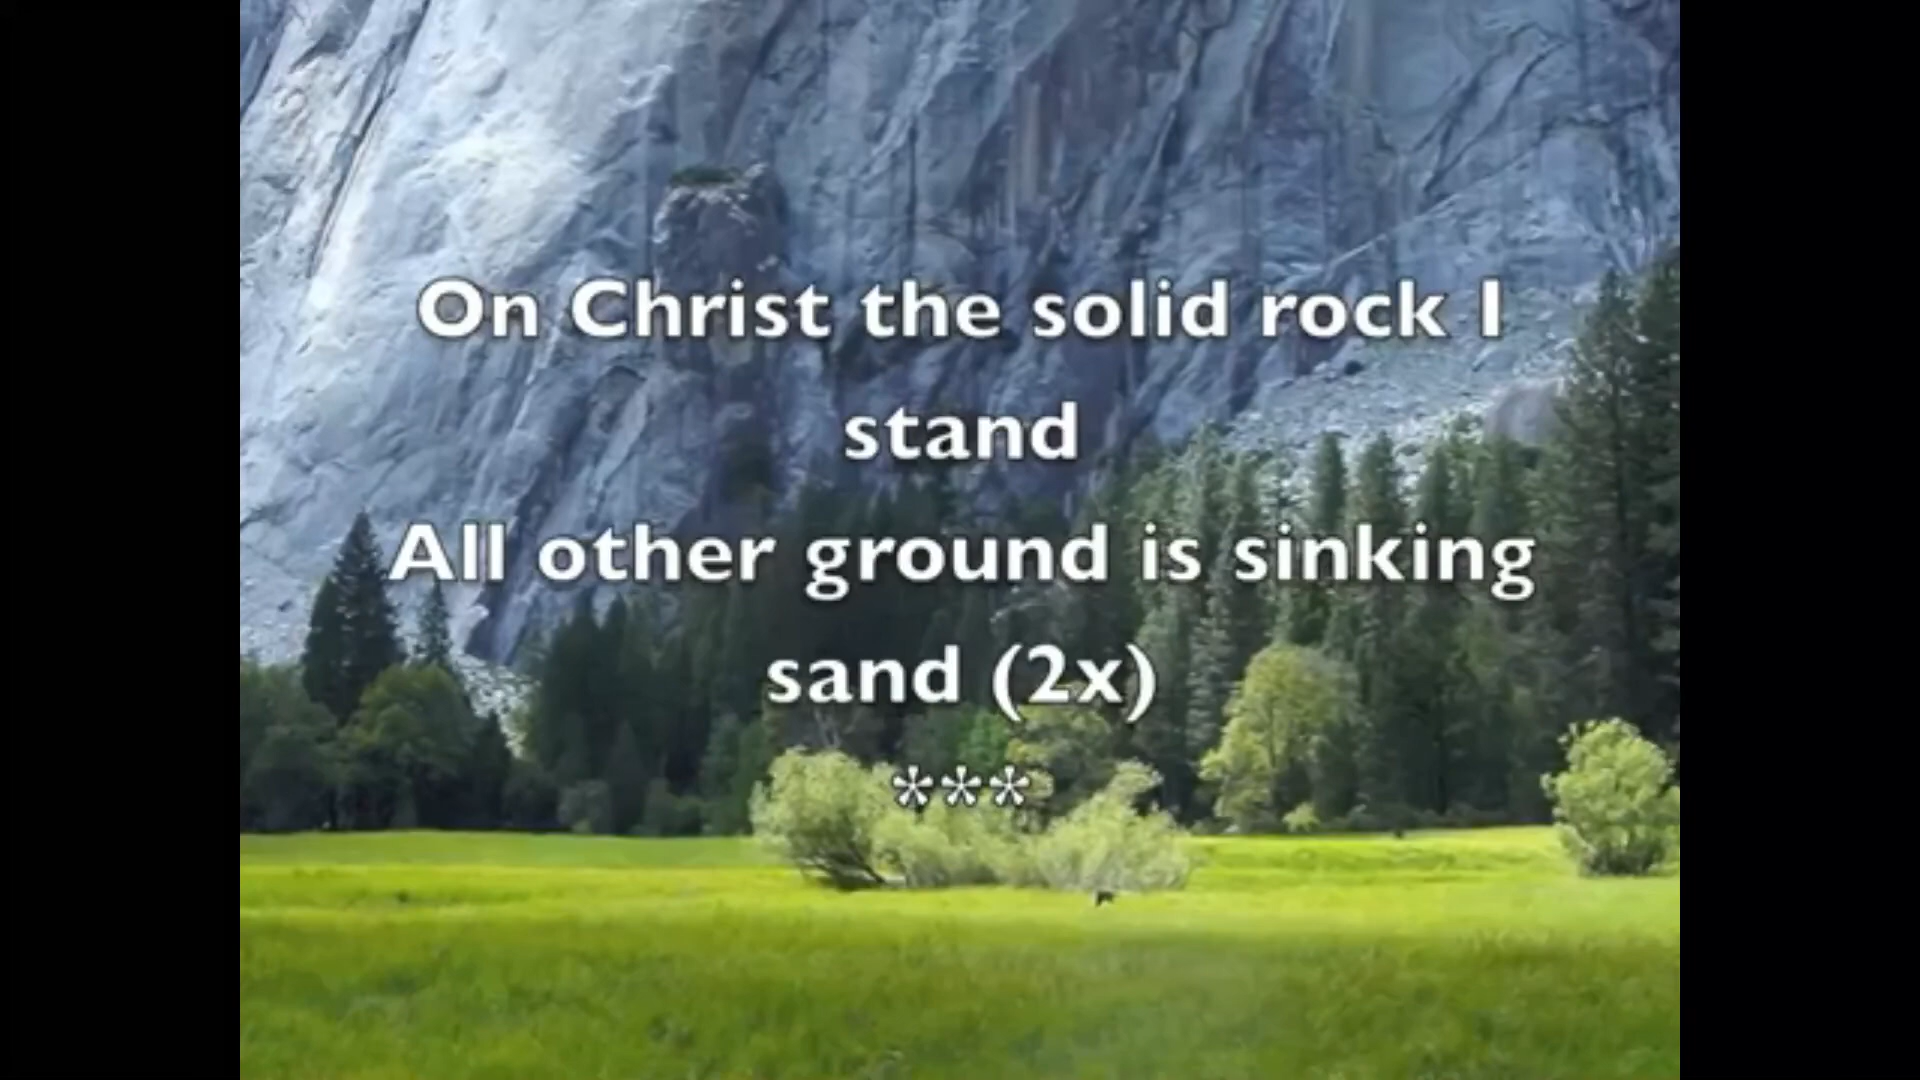 On Christ the solid rock I
stand
All other ground is sinking
sand (2x)
***